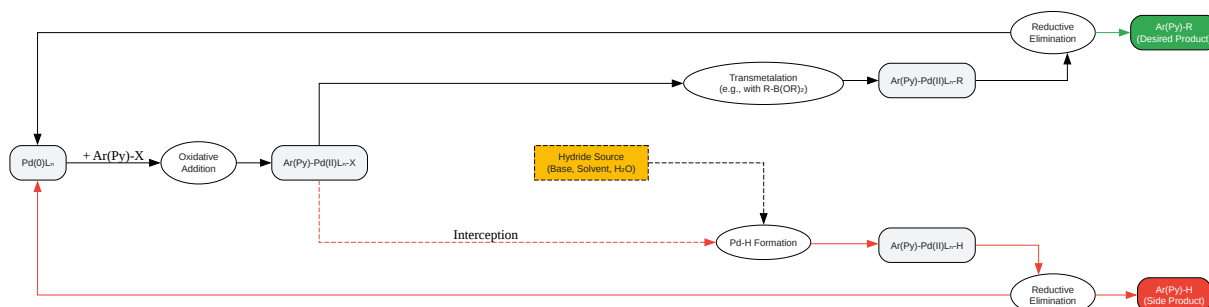 Reductive
Elimination
Ar(Py)-R
(Desired Product)
Transmetalation
(e.g., with R-B(OR)₂)
Ar(Py)-Pd(II)Lₙ-R
Pd(0)Lₙ
+ Ar(Py)-X
Oxidative
Addition
Ar(Py)-Pd(II)Lₙ-X
Hydride Source
(Base, Solvent, H₂O)
Interception
Pd-H Formation
Ar(Py)-Pd(II)Lₙ-H
Reductive
Elimination
Ar(Py)-H
(Side Product)